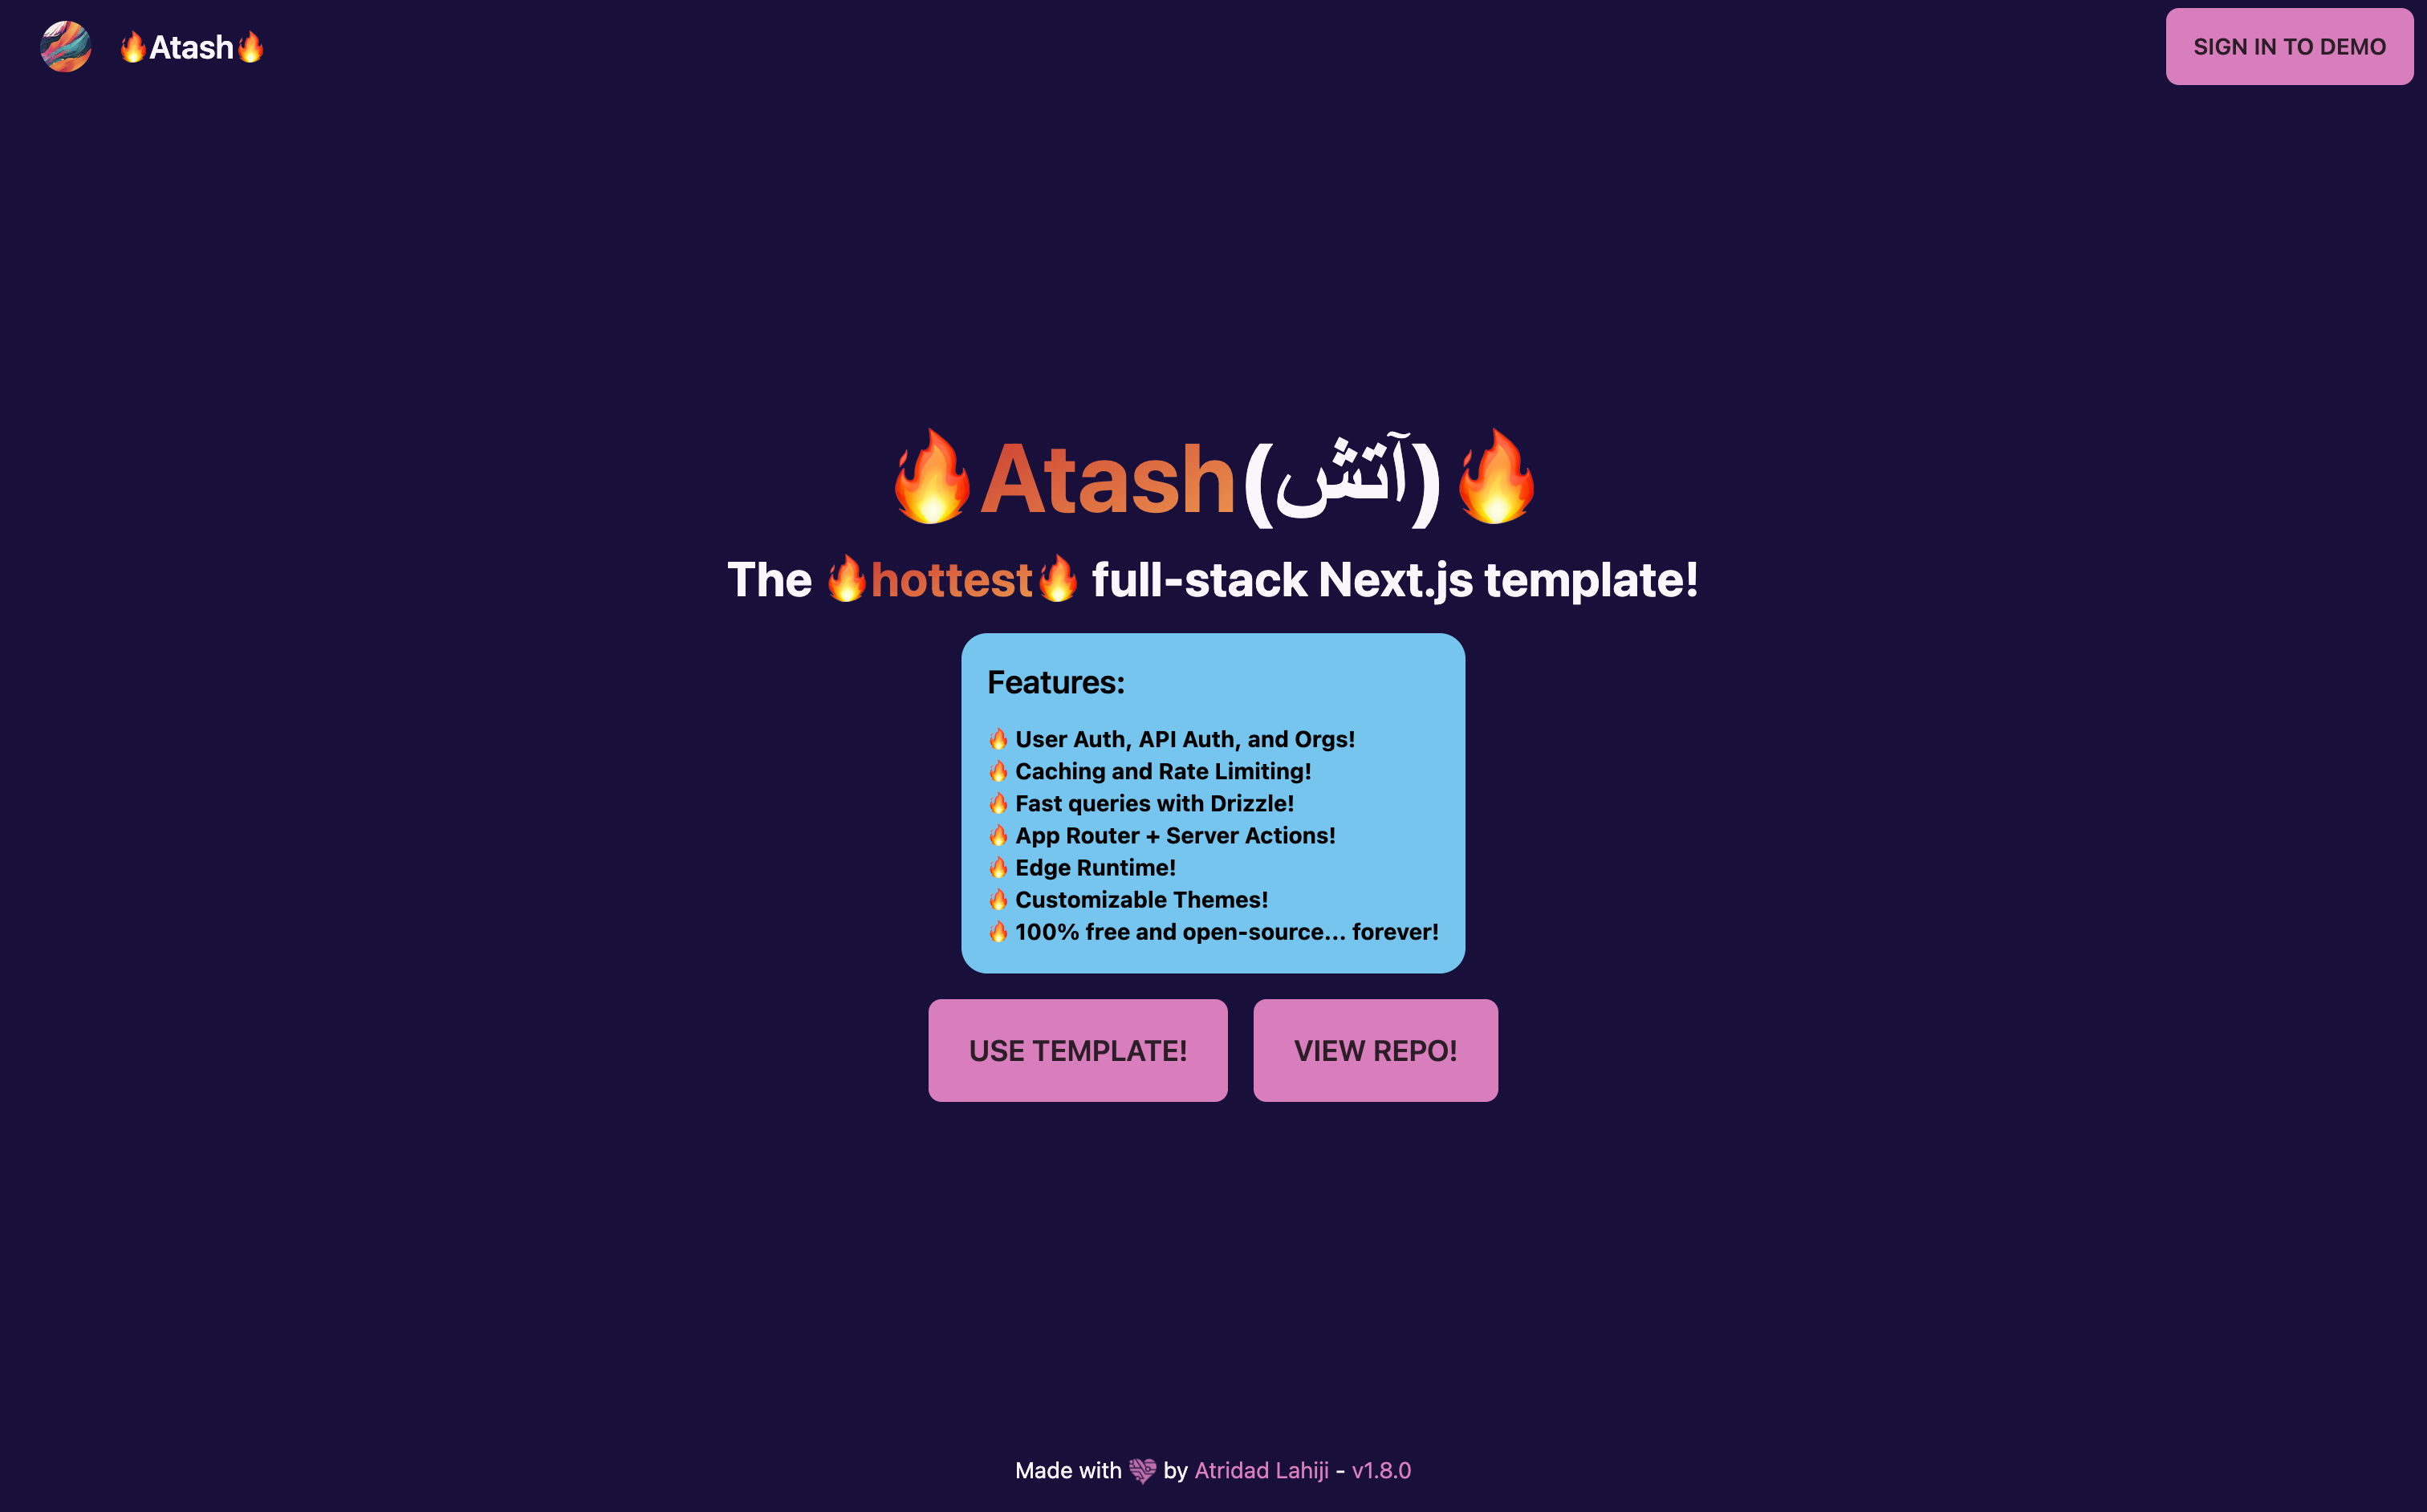 🔥Atash🔥
SIGN IN TO DEMO
🔥Atash(آتش)🔥
The 🔥hottest🔥 full-stack Next.js template!
Features:
🔥 User Auth, API Auth, and Orgs!
🔥 Caching and Rate Limiting!
🔥 Fast queries with Drizzle!
🔥 App Router + Server Actions!
🔥 Edge Runtime!
🔥 Customizable Themes!
🔥 100% free and open-source... forever!
USE TEMPLATE!
VIEW REPO!
Made with by Atridad Lahiji - v1.8.0